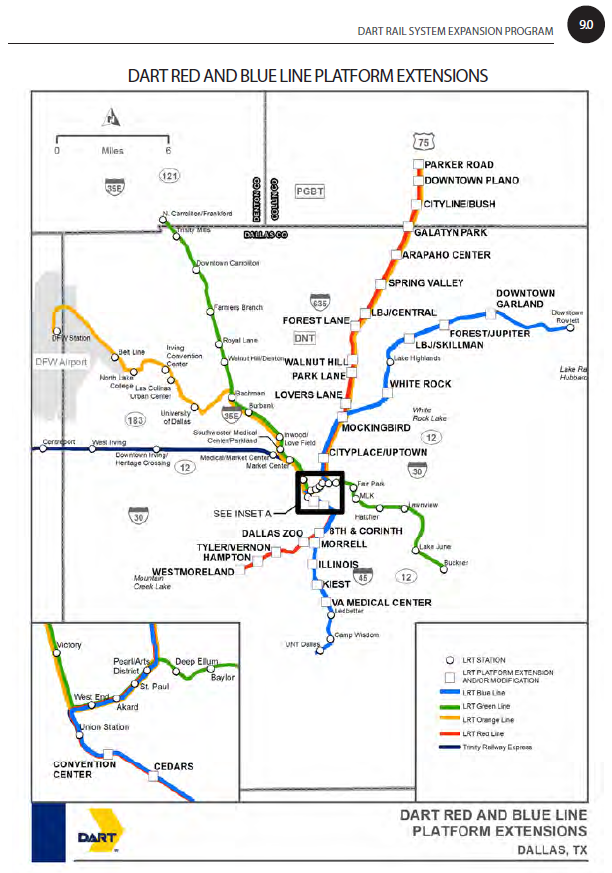 DART RAIL SYSTEM EXPANSION PROGRAM
9.0
DART RED AND BLUE LINE PLATFORM EXTENSIONS
0
6
Miles
35E
121
DENTON CO
COLLIN CO
PGBT
75
PARKER ROAD
DOWNTOWN PLANO
CITYLINE/BUSH
N. Carrollton/Frankford
Trinity Mills
DALLAS CO
GALATYN PARK
ARAPAHO CENTER
Downtown Carrollton
SPRING VALLEY
DOWNTOWN
GARLAND
635
Farmers Branch
LBJ/CENTRAL
Downtown
Rowlett
FOREST LANE
FOREST/JUPITER
DFW Station
DNT
LBJ/SKILLMAN
Royal Lane
Irving
Convention
Center
Belt Line
Walnut Hill/Denton
WALNUT HILL
Lake Highlands
DFW Airport
PARK LANE
North Lake
College
Las Colinas
Urban Center
WHITE ROCK
Bachman
LOVERS LANE
Burbank
University
of Dallas
35E
White
Rock Lake
183
MOCKINGBIRD
Southwester Medical
Center/Parkland
Inwood/
Love Field
12
Centreport
West Irving
Downtown Irving/
Heritage Crossing
Medical/Market Center
Market Center
CITYPLACE/UPTOWN
12
30
Fair Park
MLK
Lawnview
SEE INSET A
Hatcher
30
8TH & CORINTH
DALLAS ZOO
MORRELL
TYLER/VERNON
HAMPTON
Lake June
Buckner
WESTMORELAND
ILLINOIS
45
12
Mountain
Creek Lake
KIEST
VA MEDICAL CENTER
Ledbetter
Camp Wisdom
UNT Dallas
Victory
Pearl/Arts
District
Deep Ellum
Baylor
St. Paul
West End
Akard
Union Station
CONVENTION
CENTER
CEDARS
LRT STATION
LRT PLATFORM EXTENSION
AND/OR MODIFICATION
LRT Blue Line
LRT Green Line
LRT Orange Line
LRT Red Line
Trinity Railway Express
DART
DART RED AND BLUE LINE
PLATFORM EXTENSIONS
DALLAS, TX